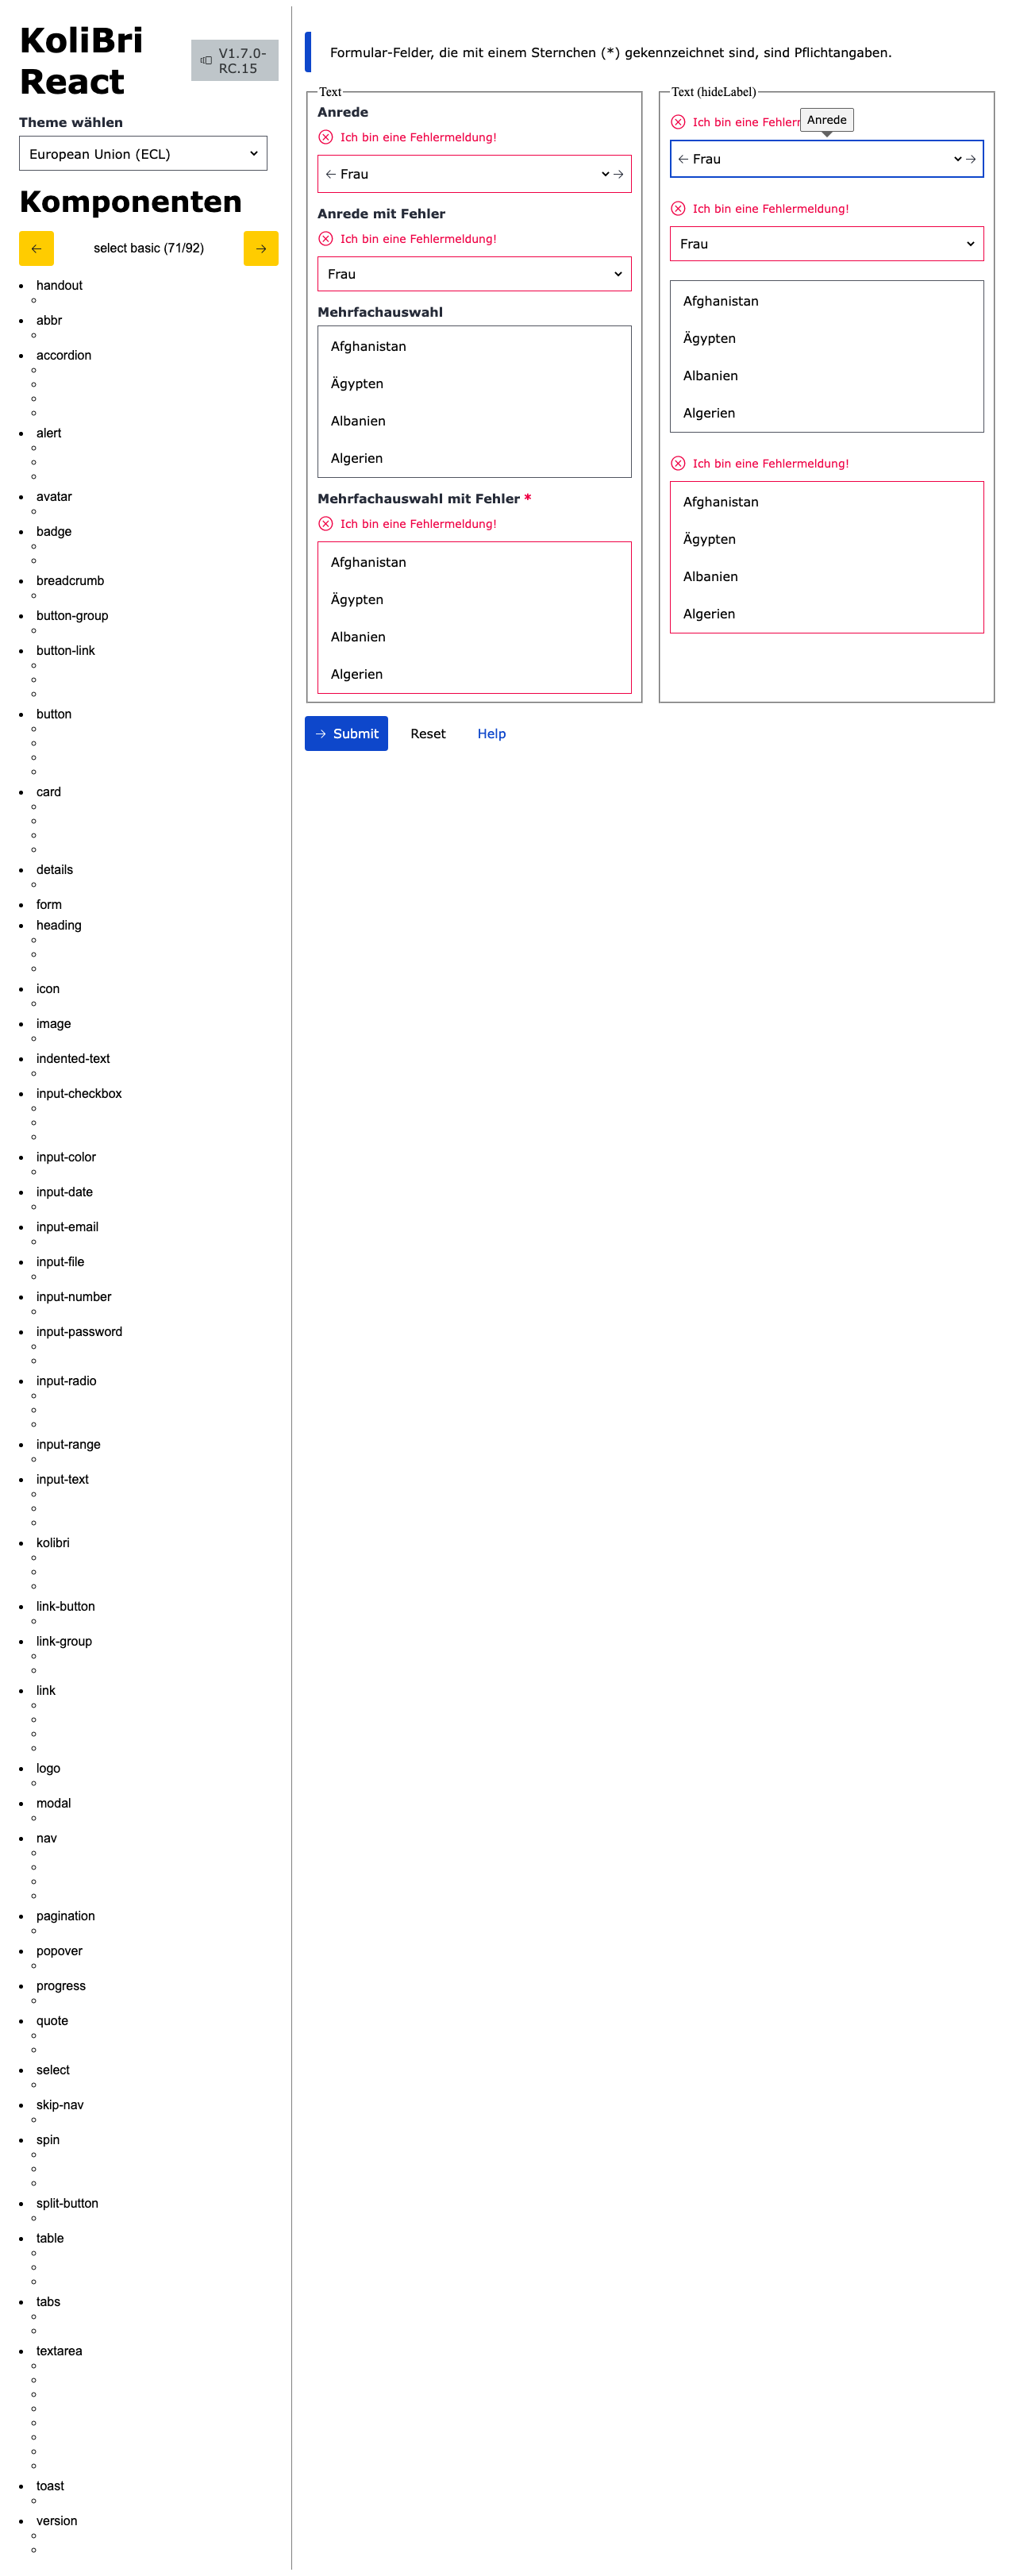 KoliBri
React
V1.7.0-
RC.15
Theme wählen
European Union (ECL)
Komponenten
select basic (71/92)
handout
abbr
accordion
alert
avatar
badge
breadcrumb
button-group
button-link
button
card
details
form
heading
icon
image
indented-text
input-checkbox
input-color
input-date
input-email
input-file
input-number
input-password
input-radio
input-range
input-text
kolibri
link-button
link-group
link
logo
modal
nav
pagination
popover
progress
quote
select
skip-nav
spin
split-button
table
tabs
textarea
toast
version
Formular-Felder, die mit einem Sternchen (*) gekennzeichnet sind, sind Pflichtangaben.
Text
Anrede
Ich bin eine Fehlermeldung!
Frau
Anrede mit Fehler
Ich bin eine Fehlermeldung!
Frau
Mehrfachauswahl
Afghanistan
Ägypten
Albanien
Algerien
Mehrfachauswahl mit Fehler *
Ich bin eine Fehlermeldung!
Afghanistan
Ägypten
Albanien
Algerien
Text (hideLabel)
Ich bin eine Fehler
Anrede
Frau
Ich bin eine Fehlermeldung!
Frau
Afghanistan
Ägypten
Albanien
Algerien
Ich bin eine Fehlermeldung!
Afghanistan
Ägypten
Albanien
Algerien
Submit
Reset
Help